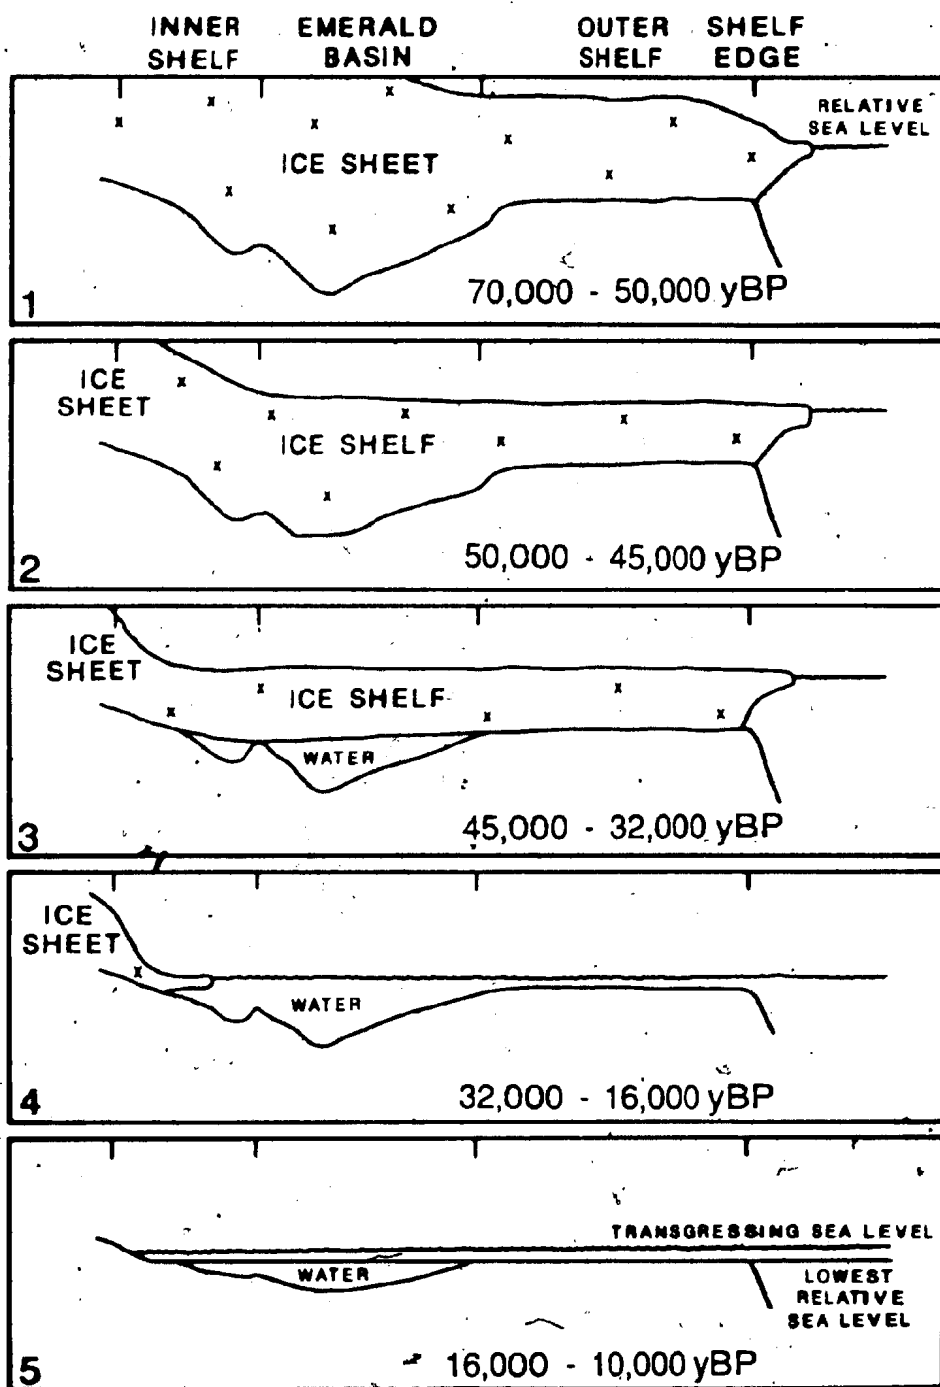 INNER SHELF
EMERALD BASIN
OUTER SHELF
SHELF EDGE
RELATIVE
SEA LEVEL
ICE SHEET
70,000 - 50,000 yBP
1
ICE
SHEET
ICE SHELF
50,000 - 45,000 yBP
2
ICE
SHEET
ICE SHELF
WATER
45,000 - 32,000 yBP
3
ICE
SHEET
WATER
32,000 - 16,000 yBP
4
TRANSGRESSING SEA LEVEL
WATER
LOWEST
RELATIVE
SEA LEVEL
16,000 - 10,000 yBP
5